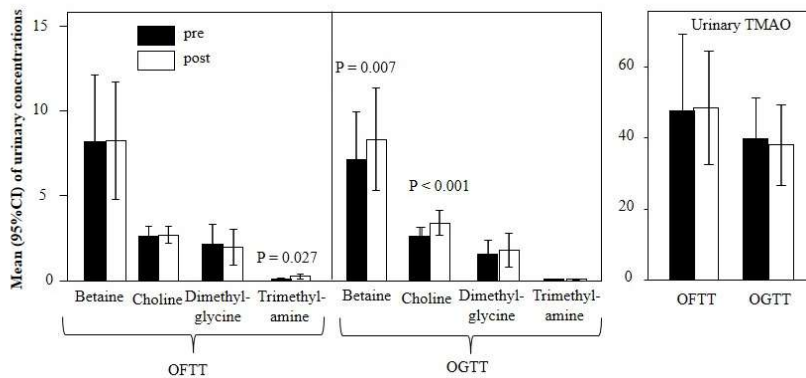 Mean (95%CI) of urinary concentrations
15
10
5
0
pre
post
P = 0.027
P = 0.007
P < 0.001
Betaine
Choline
Dimethyl-
glycine
Trimethyl-
amine
OFTT
Betaine
Choline
Dimethyl-
glycine
Trimethyl-
amine
OGTT
Urinary TMAO
60
40
20
0
OFTT
OGTT